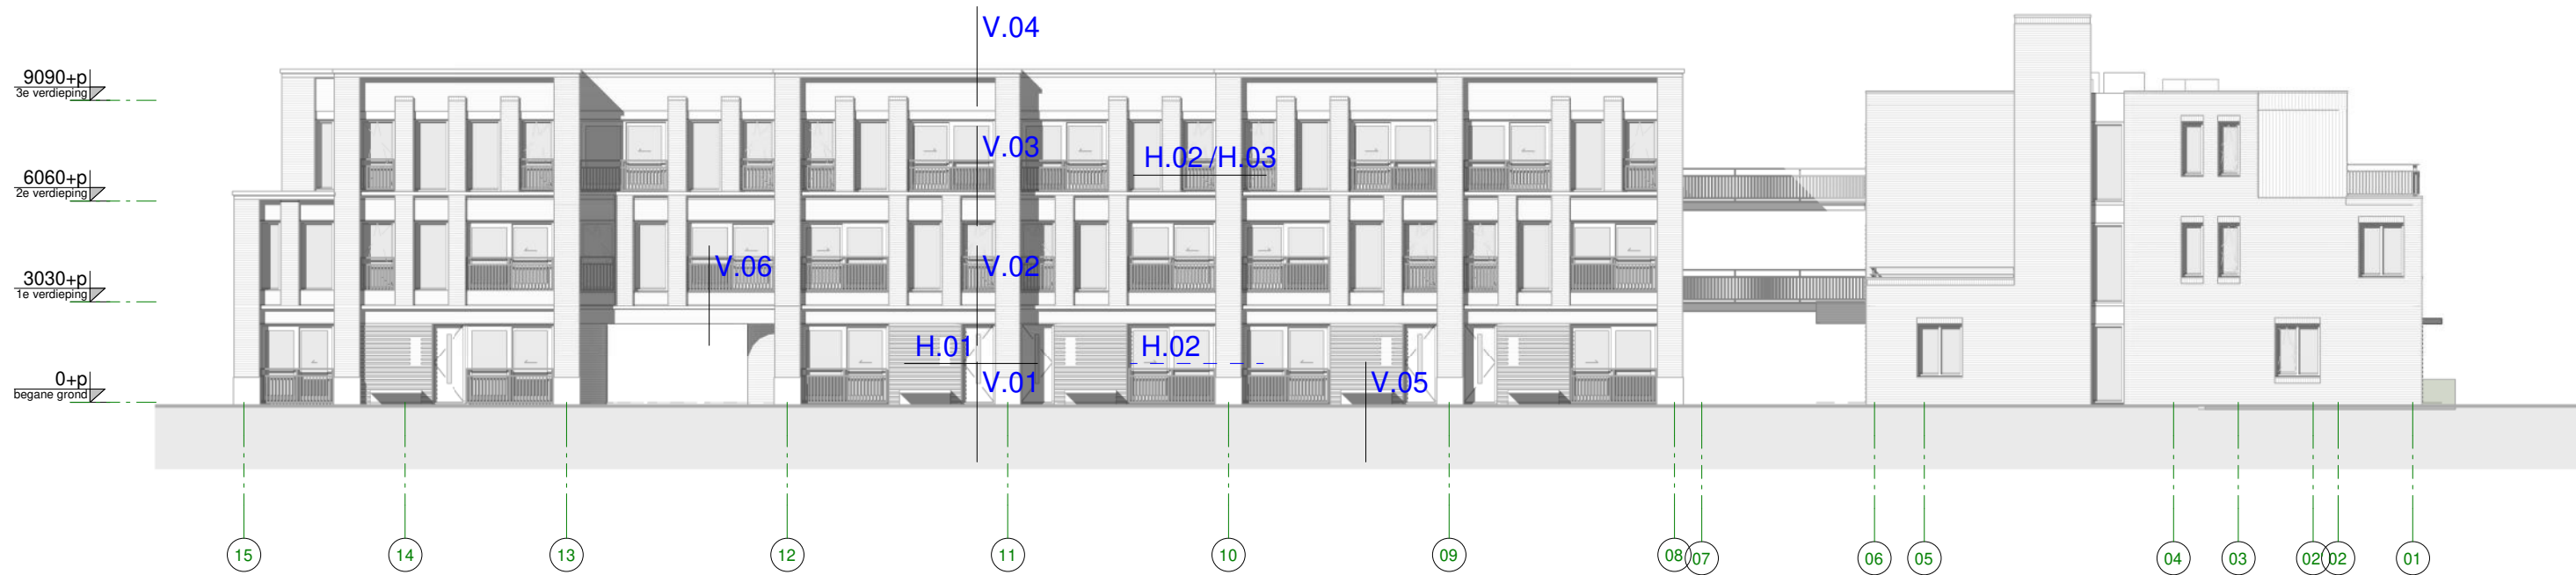 V.04
9090+p
3e verdieping
V.03
H.02 /H.03
6060+p
2e verdieping
V.06
V.02
3030+p
1e verdieping
H.01
H.02
0+p
begane grond
V.01
V.05
15
14
13
12
11
10
09
08
07
06
05
04
03
02
02
01